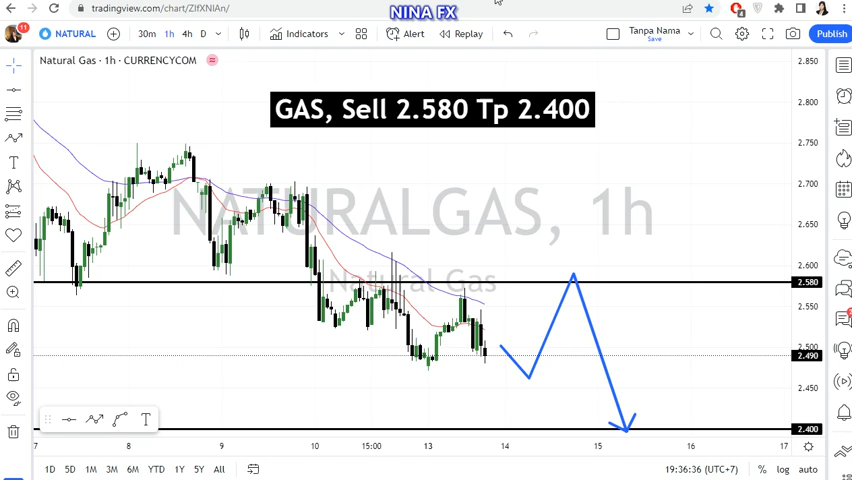 tradingview.com/chart/ZIfXNIAn/
NINA FX
4
11
NATURAL
30m 1h 4h D
Indicators
Alert
Replay
Tanpa Nama
Save
Publish
Natural Gas · 1h · CURRENCYCOM
GAS, Sell 2.580 Tp 2.400
NATURALGAS, 1h
Natural Gas
2.850
2.800
2.750
2.700
2.650
2.600
2.580
2.550
2.500
2.490
2.450
2.400
7 8 9 10 15:00 13 14 15 16 17
1D 5D 1M 3M 6M YTD 1Y 5Y All
19:36:36 (UTC+7) % log auto